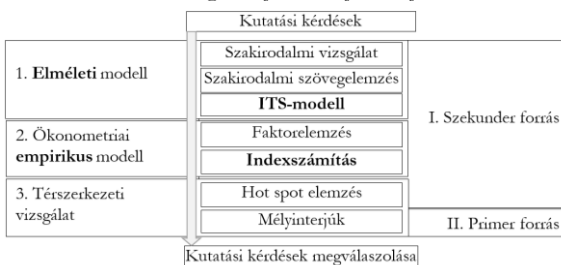 Kutatási kérdések
1. Elméleti modell
Szakirodalmi vizsgálat
Szakirodalmi szövegelemzés
ITS-modell
I. Szekunder forrás
2. Ökonometriai
empirikus modell
Faktorelemzés
Indexszámítás
3. Térszerkezeti
vizsgálat
Hot spot elemzés
Mélyinterjúk
II. Primer forrás
Kutatási kérdések megválaszolása